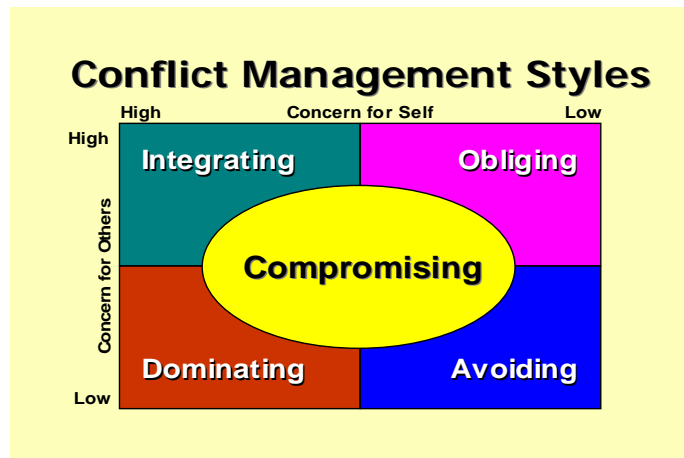 Conflict Management Styles
High Concern for Self Low
High
Integrating Obliging
Concern for Others
Compromising
Dominating Avoiding
Low